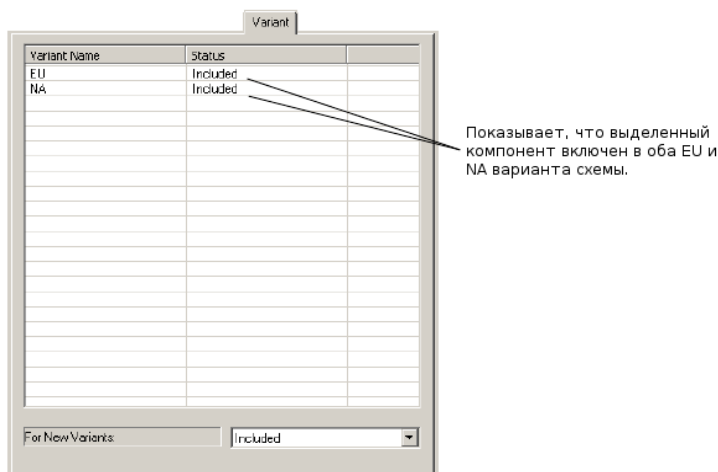 Variant
Variant Name Status
EU Included
NA Included
Показывает, что выделенный
компонент включен в оба EU и
NA варианта схемы.
For New Variants: Included